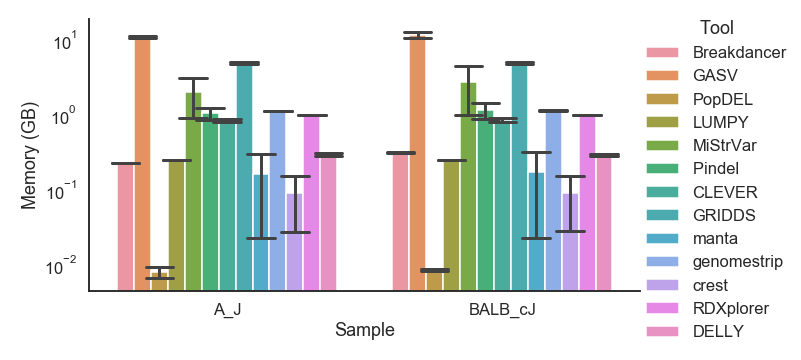 Memory (GB)
10^1
10^0
10^-1
10^-2
A_J
BALB_cJ
Sample
Tool
Breakdancer
GASV
PopDEL
LUMPY
MiStrVar
Pindel
CLEVER
GRIDDS
manta
genomestrip
crest
RDXplorer
DELLY